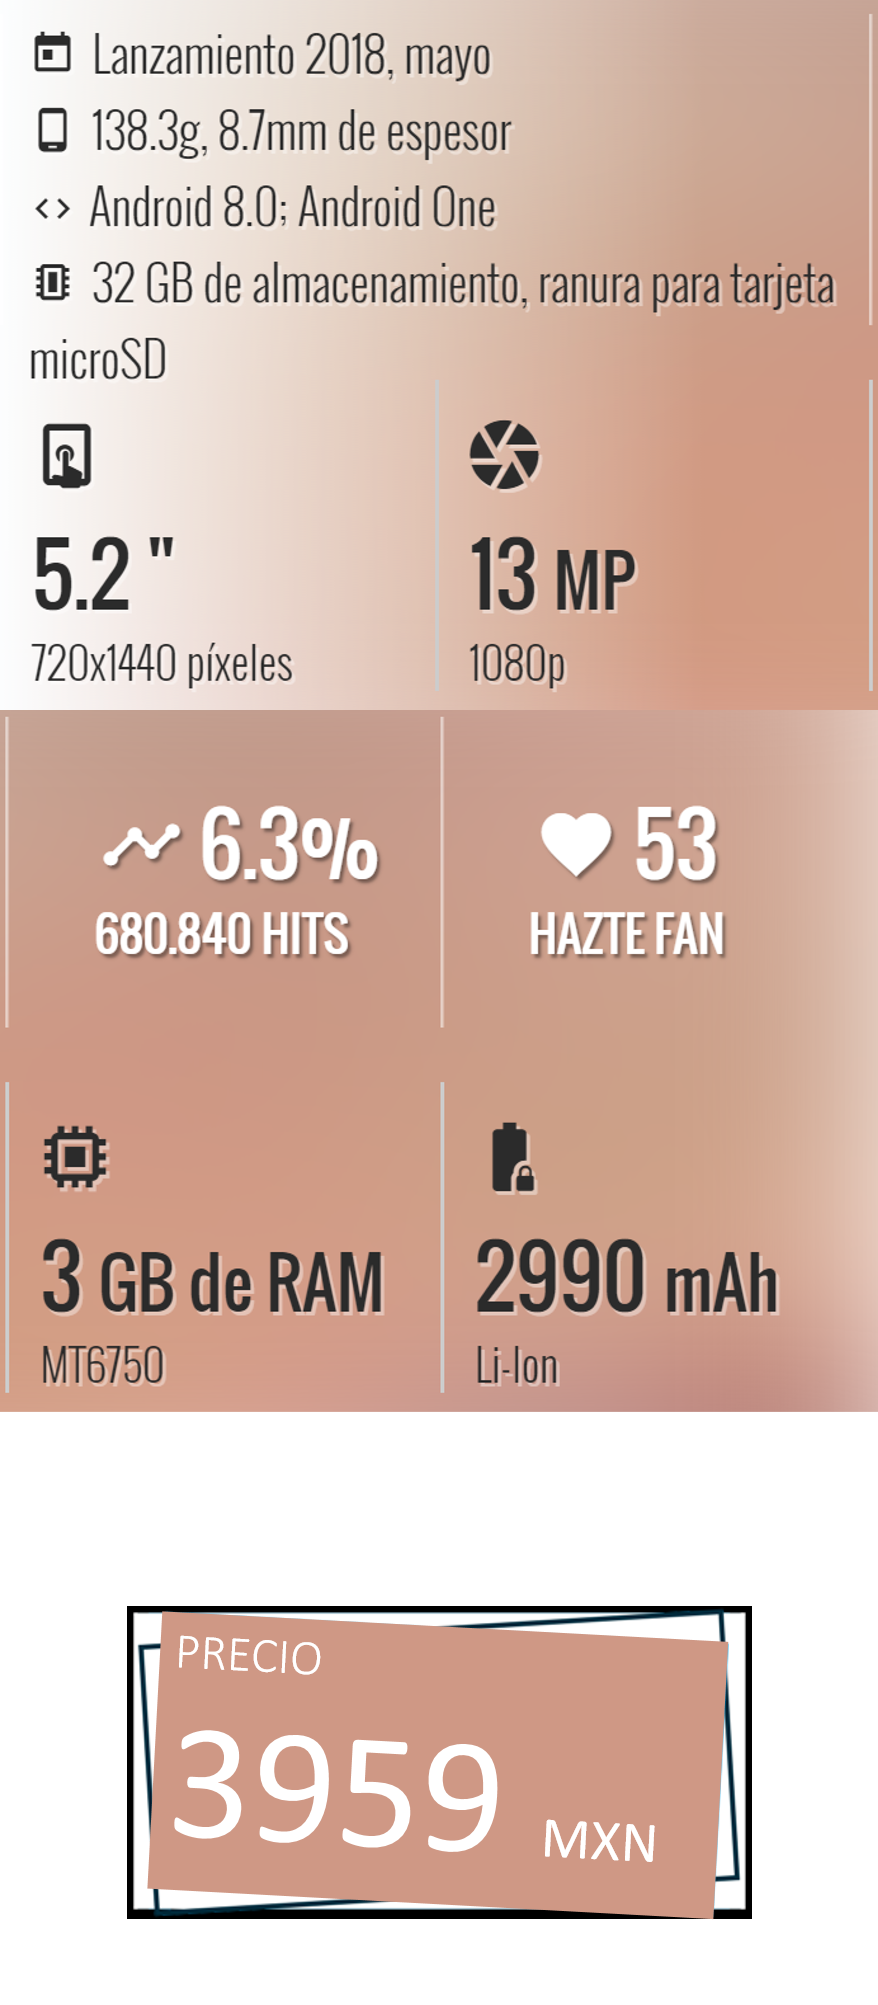 Lanzamiento 2018, mayo
138.3g, 8.7mm de espesor
Android 8.0; Android One
32 GB de almacenamiento, ranura para tarjeta
microSD
5.2 "
720x1440 píxeles
13 MP
1080p
6.3%
680.840 HITS
53
HAZTE FAN
3 GB de RAM
MT6750
2990 mAh
Li-Ion
PRECIO
3959 MXN